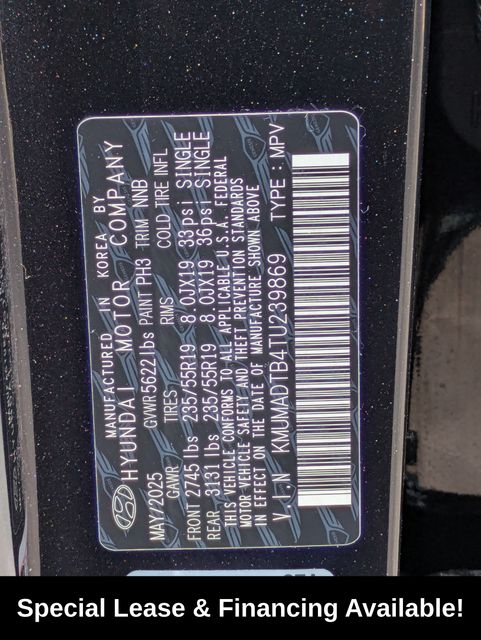 MANUFACTURED IN KOREA BY
HYUNDAI MOTOR COMPANY
MAY/2025 GVWR 5622 lbs PAINT PH3 TRIM NNB
GAWR TIRES RIMS COLD TIRE INFL
FRONT 2745 lbs 235/55R19 8.0JX19 33psi SINGLE
REAR 3131 lbs 235/55R19 8.0JX19 36psi SINGLE
THIS VEHICLE CONFORMS TO ALL APPLICABLE U.S.A. FEDERAL
MOTOR VEHICLE SAFETY AND THEFT PREVENTION STANDARDS
IN EFFECT ON THE DATE OF MANUFACTURE SHOWN ABOVE
V.I.N KMUMADTB4TU239869 TYPE : MPV
Special Lease & Financing Available!